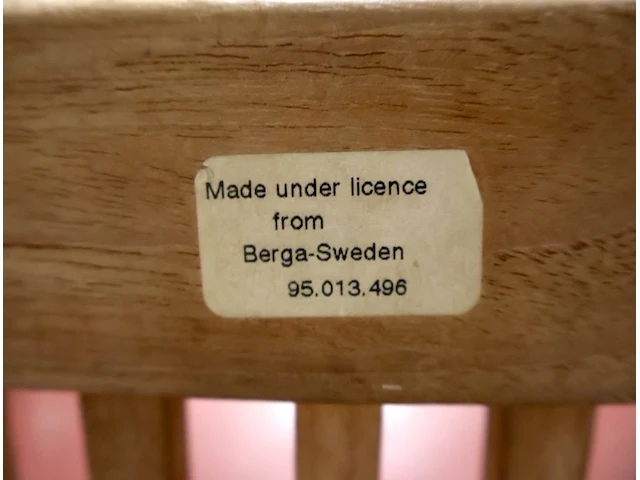 Made under licence
from
Berga-Sweden
95.013.496